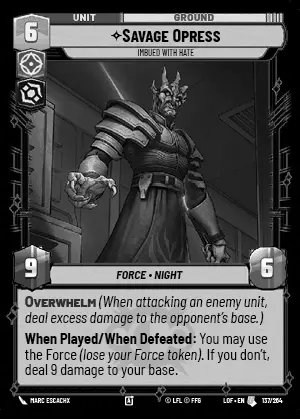 UNIT
GROUND
6
✧SAVAGE OPRESS
IMBUED WITH HATE
9
FORCE • NIGHT
6
OVERWHELM (When attacking an enemy unit,
deal excess damage to the opponent's base.)
When Played/When Defeated: You may
use the Force (lose your Force token). If you don't,
deal 9 damage to your base.
MARC ESCACHX
© LFL © FFG
LOF • EN
137/264